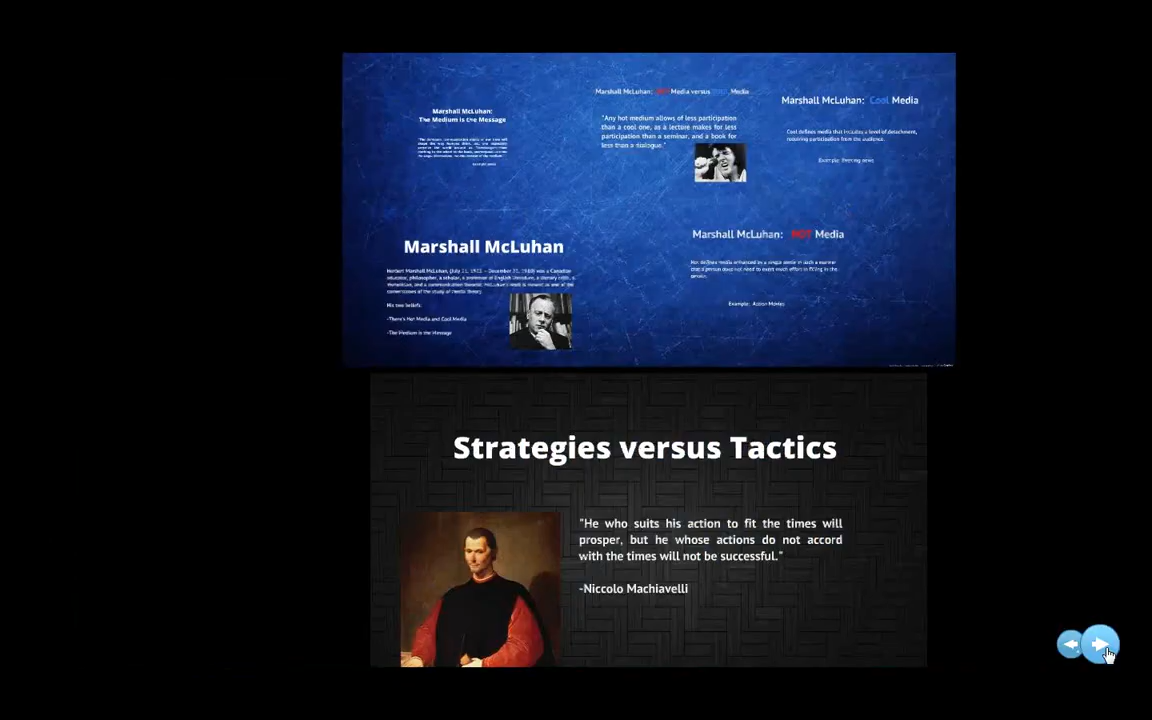 Marshall McLuhan:
The Medium is the Message
Marshall McLuhan: HOT Media versus Cool Media
"Any hot medium allows of less participation
than a cool one, as a lecture makes for less
participation than a seminar, and a book for
less than a dialogue."
Marshall McLuhan: Cool Media
Cool defines media that includes a level of detachment,
requiring participation from the audience.
Example: Evening news
Marshall McLuhan
Herbert Marshall McLuhan, (July 21, 1911 – December 31, 1980) was a Canadian
educator, philosopher, a scholar, a professor of English literature, a literary critic, a
rhetorician, and a communication theorist. McLuhan's work is viewed as one of the
cornerstones of the study of media theory.
His two beliefs:
-There's Hot Media and Cool Media
-The Medium is the Message
Marshall McLuhan: HOT Media
Hot defines media enhanced by a single sense in such a manner
that a person does not need to exert much effort in filling in the
Example: Action Movies
Strategies versus Tactics
"He who suits his action to fit the times will
prosper, but he whose actions do not accord
with the times will not be successful."
-Niccolo Machiavelli